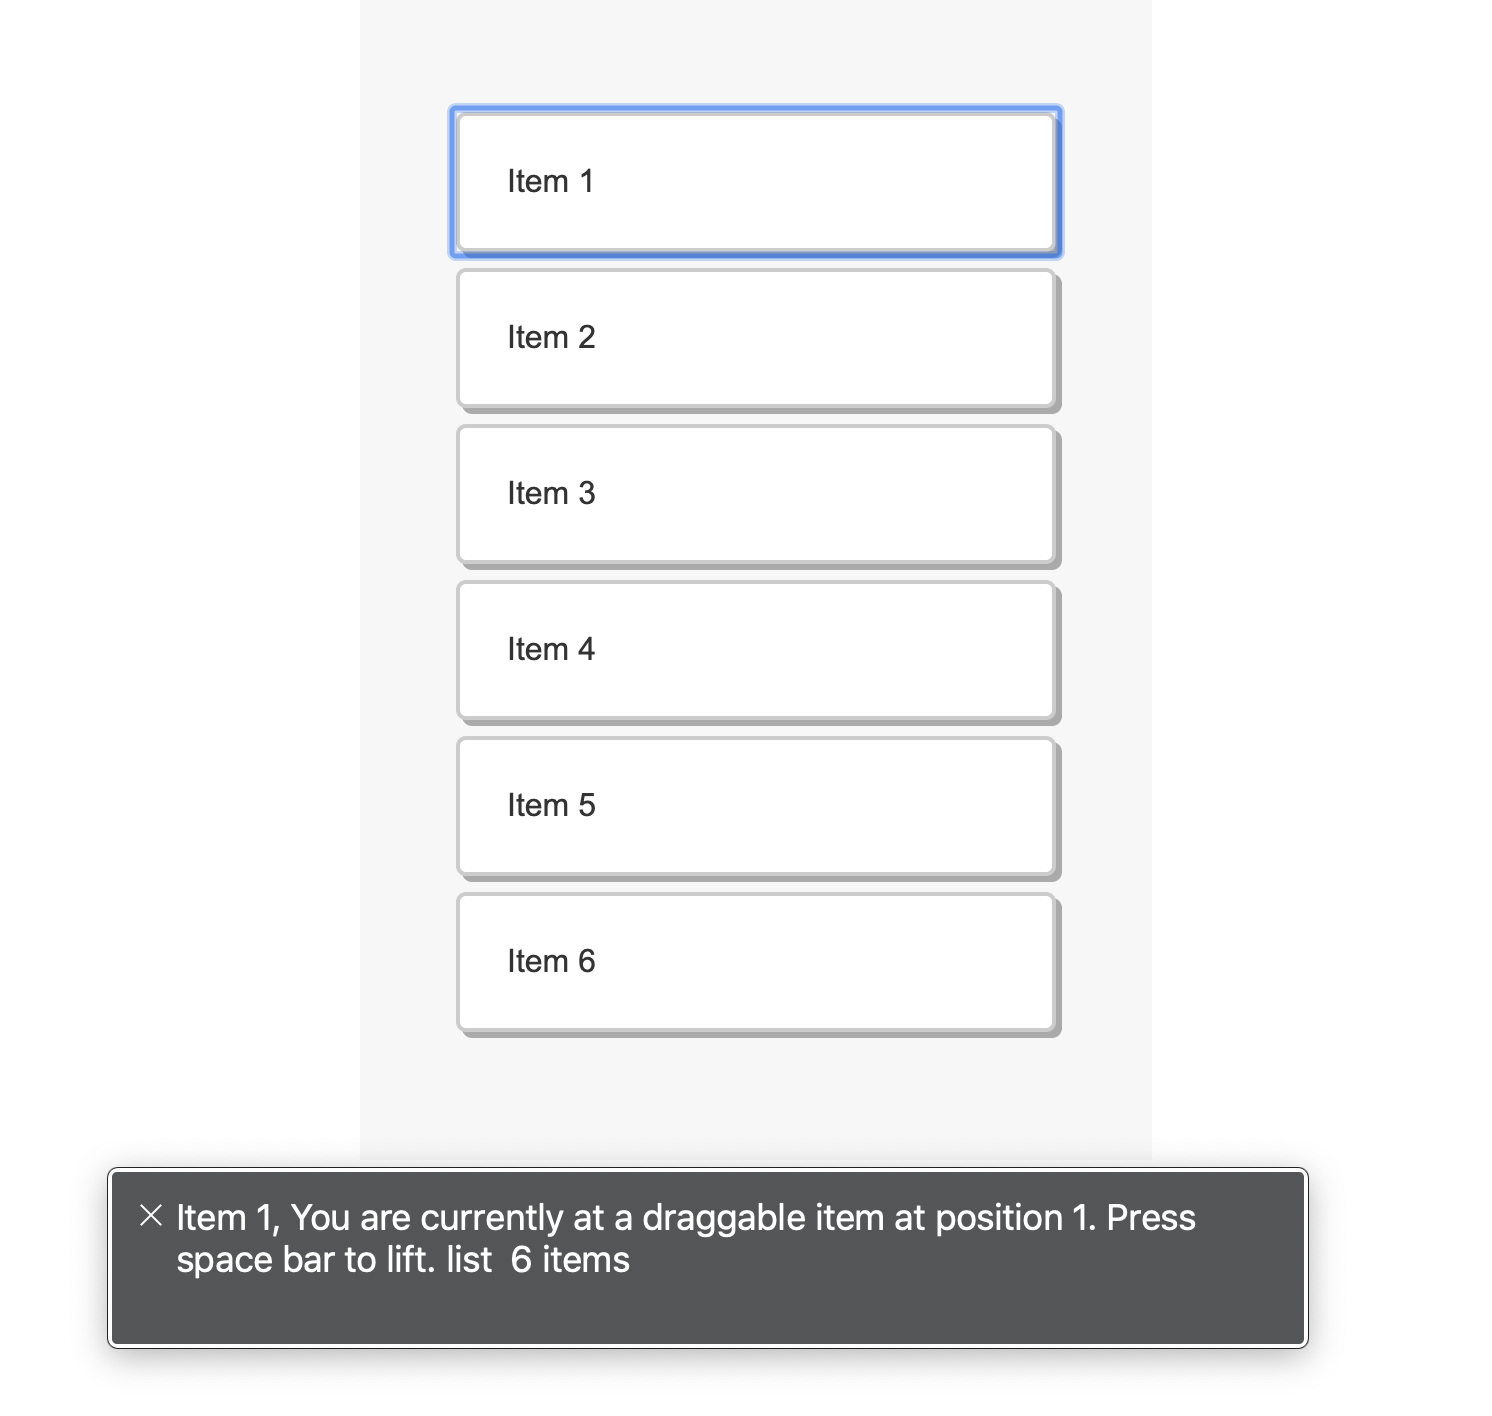 Item 1
Item 2
Item 3
Item 4
Item 5
Item 6
Item 1, You are currently at a draggable item at position 1. Press
space bar to lift. list  6 items